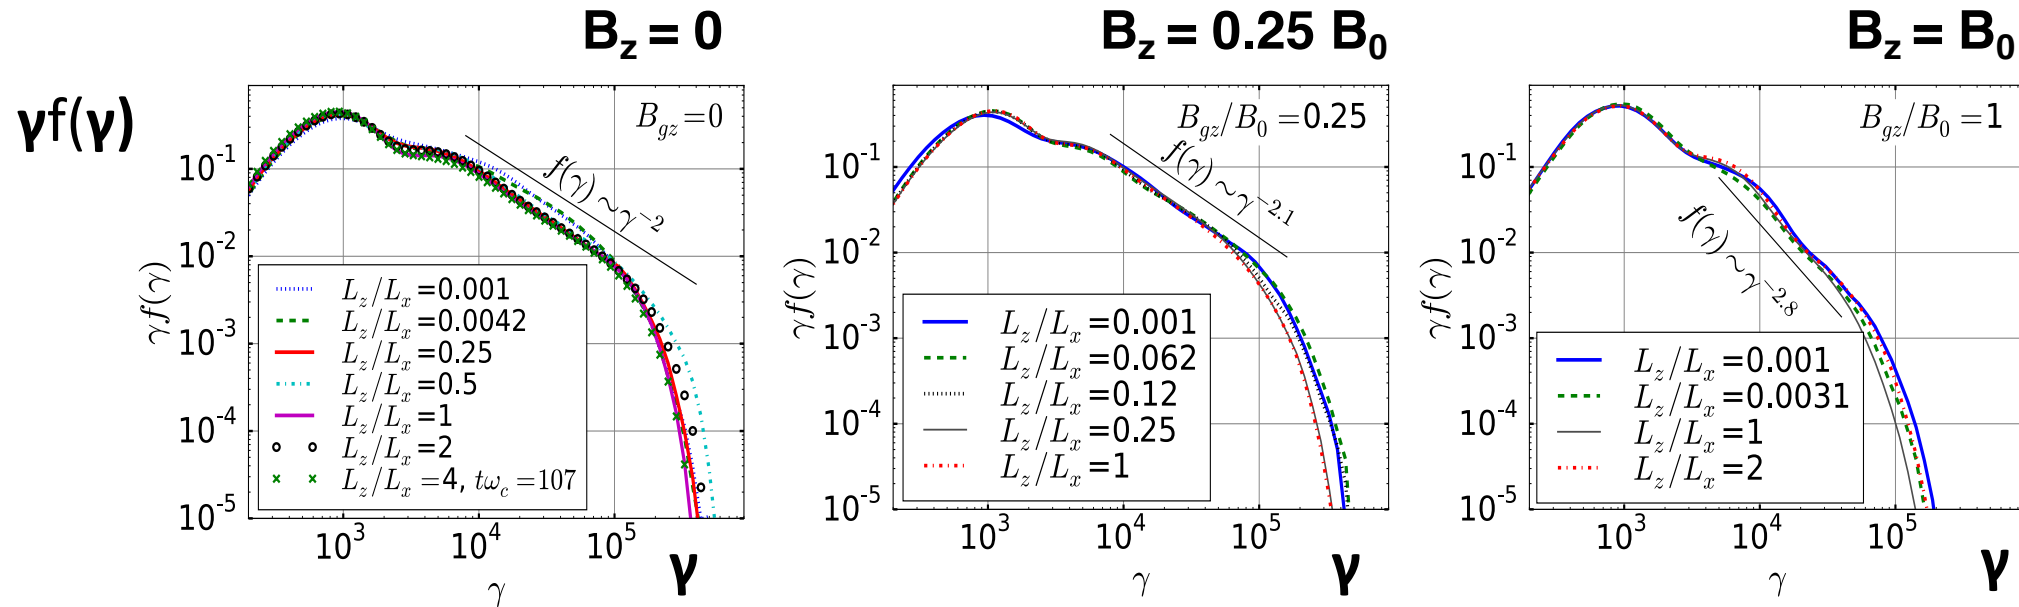 B_z = 0
γf(γ)
B_{gz}=0
f(γ) ~ γ^{-2}
γf(γ)
10^{-1}
10^{-2}
10^{-3}
10^{-4}
10^{-5}
L_z/L_x=0.001
L_z/L_x=0.0042
L_z/L_x=0.25
L_z/L_x=0.5
L_z/L_x=1
L_z/L_x=2
L_z/L_x=4, tω_c=107
10^3
10^4
10^5
γ
γ
B_z = 0.25 B_0
B_{gz}/B_0=0.25
f(γ) ~ γ^{-2.1}
γf(γ)
10^{-1}
10^{-2}
10^{-3}
10^{-4}
10^{-5}
L_z/L_x=0.001
L_z/L_x=0.062
L_z/L_x=0.12
L_z/L_x=0.25
L_z/L_x=1
10^3
10^4
10^5
γ
γ
B_z = B_0
B_{gz}/B_0=1
f(γ) ~ γ^{-2.8}
γf(γ)
10^{-1}
10^{-2}
10^{-3}
10^{-4}
10^{-5}
L_z/L_x=0.001
L_z/L_x=0.0031
L_z/L_x=1
L_z/L_x=2
10^3
10^4
10^5
γ
γ